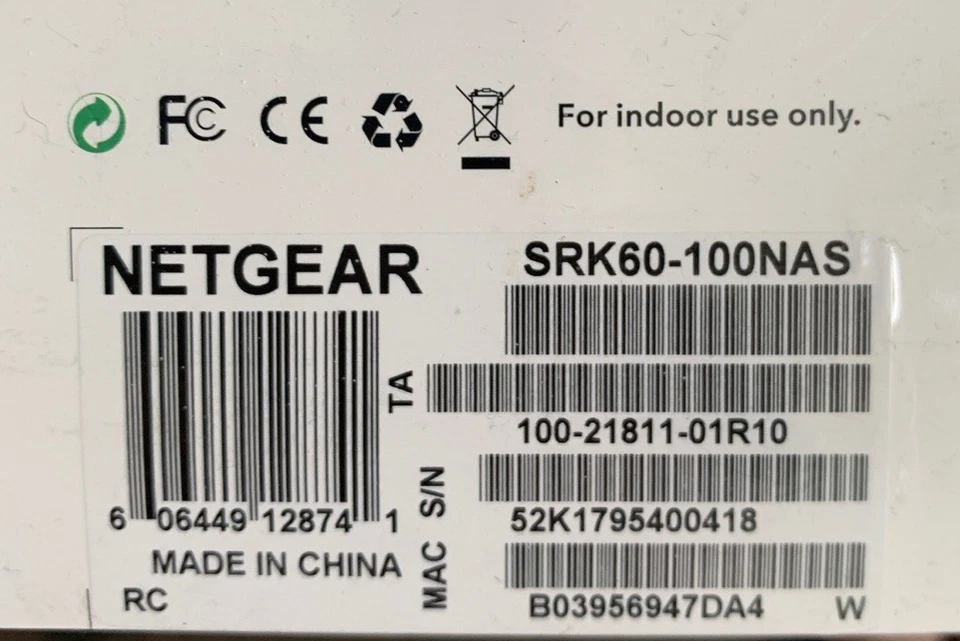 FC CE For indoor use only.
NETGEAR
SRK60-100NAS
TA
100-21811-01R10
S/N
52K1795400418
6 06449 12874 1
MADE IN CHINA
MAC
B03956947DA4 W
RC